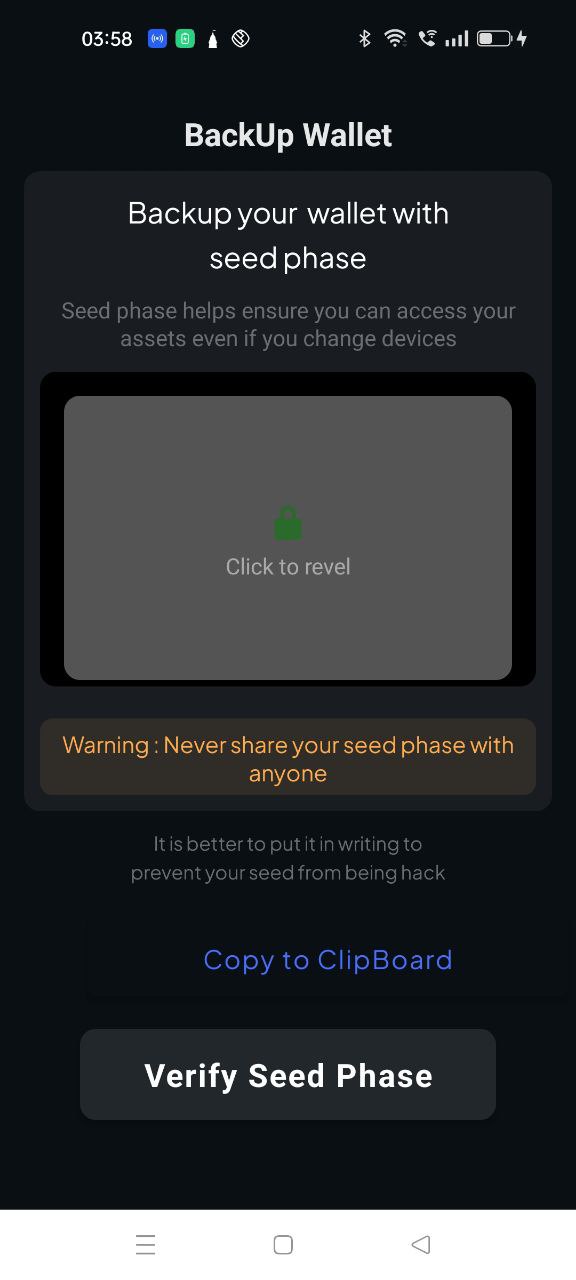 03:58
BackUp Wallet
Backup your wallet with
seed phase
Seed phase helps ensure you can access your
assets even if you change devices
Click to revel
Warning : Never share your seed phase with
anyone
It is better to put it in writing to
prevent your seed from being hack
Copy to ClipBoard
Verify Seed Phase